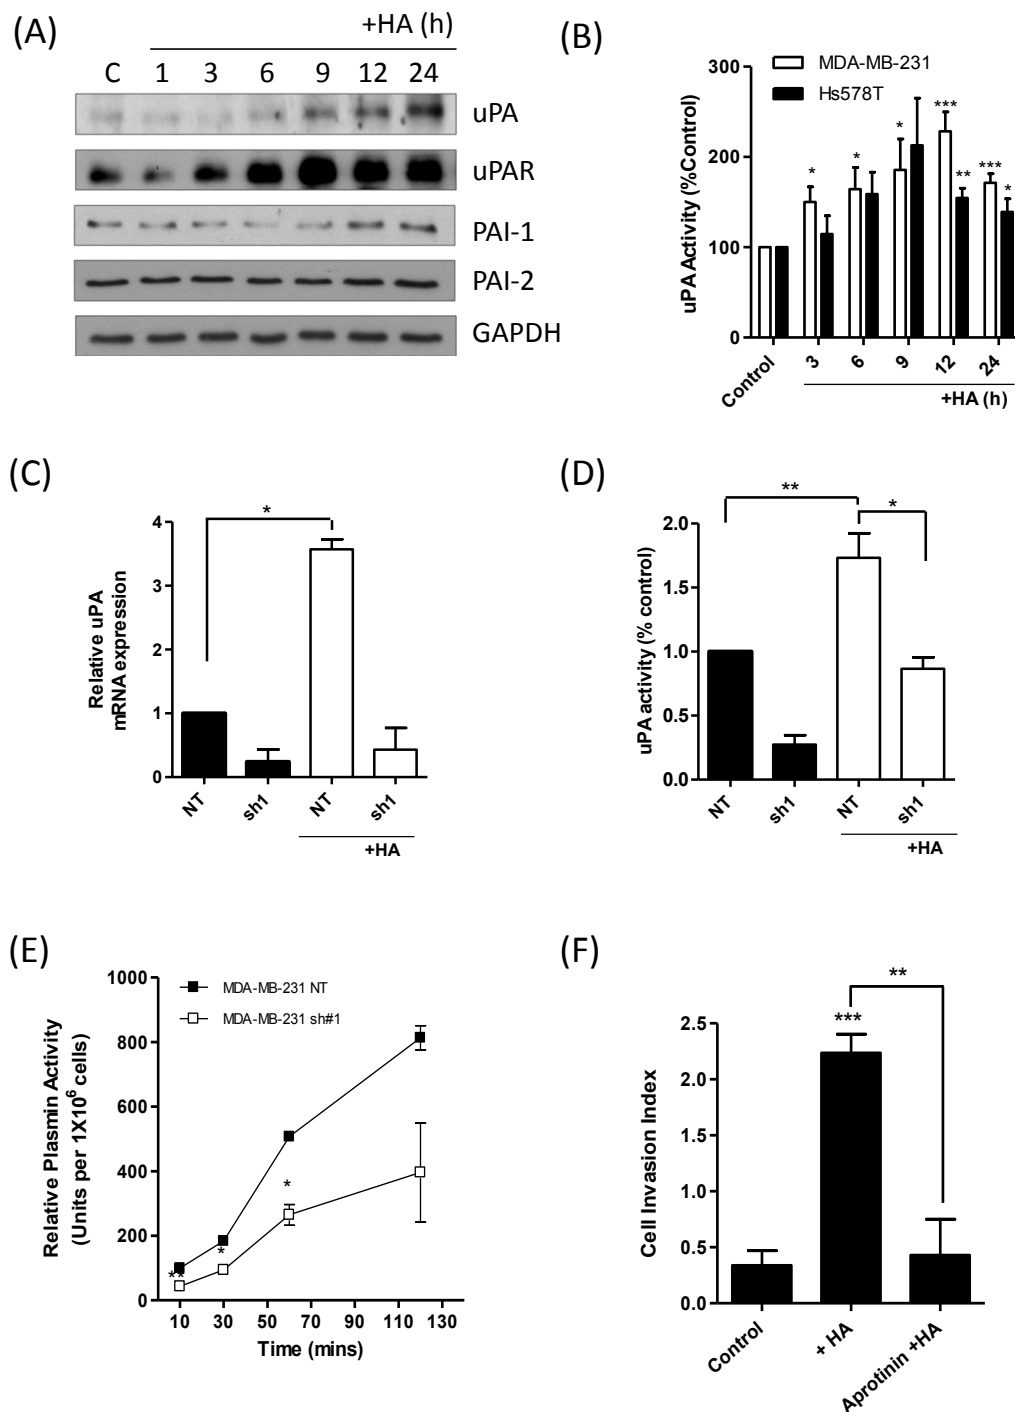 (A)
+HA (h)
C 1 3 6 9 12 24
uPA
uPAR
PAI-1
PAI-2
GAPDH
(B)
MDA-MB-231
Hs578T
uPA Activity (%Control)
300
200
100
0
* * * *** ** *** *
Control 3 6 9 12 24
+HA (h)
(C)
Relative uPA
mRNA expression
4
3
2
1
0
*
NT sh1 NT sh1
+HA
(D)
uPA activity (% control)
2.0
1.5
1.0
0.5
0.0
** *
NT sh1 NT sh1
+HA
(E)
Relative Plasmin Activity
(Units per 1X10⁶ cells)
1000
800
600
400
200
0
MDA-MB-231 NT
MDA-MB-231 sh#1
** * *
10 30 50 70 90 110 130
Time (mins)
(F)
Cell Invasion Index
2.5
2.0
1.5
1.0
0.5
0.0
**
***
Control + HA Aprotinin +HA